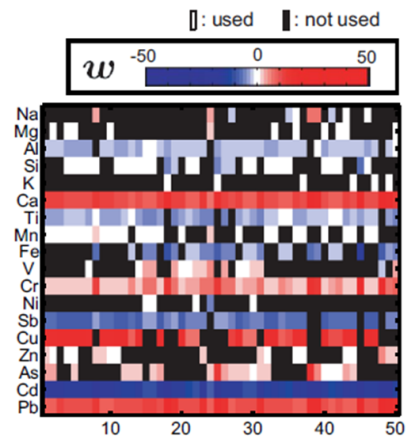 : used : not used
w -50 0 50
Na
Mg
Al
Si
K
Ca
Ti
Mn
Fe
V
Cr
Ni
Sb
Cu
Zn
As
Cd
Pb
10 20 30 40 50